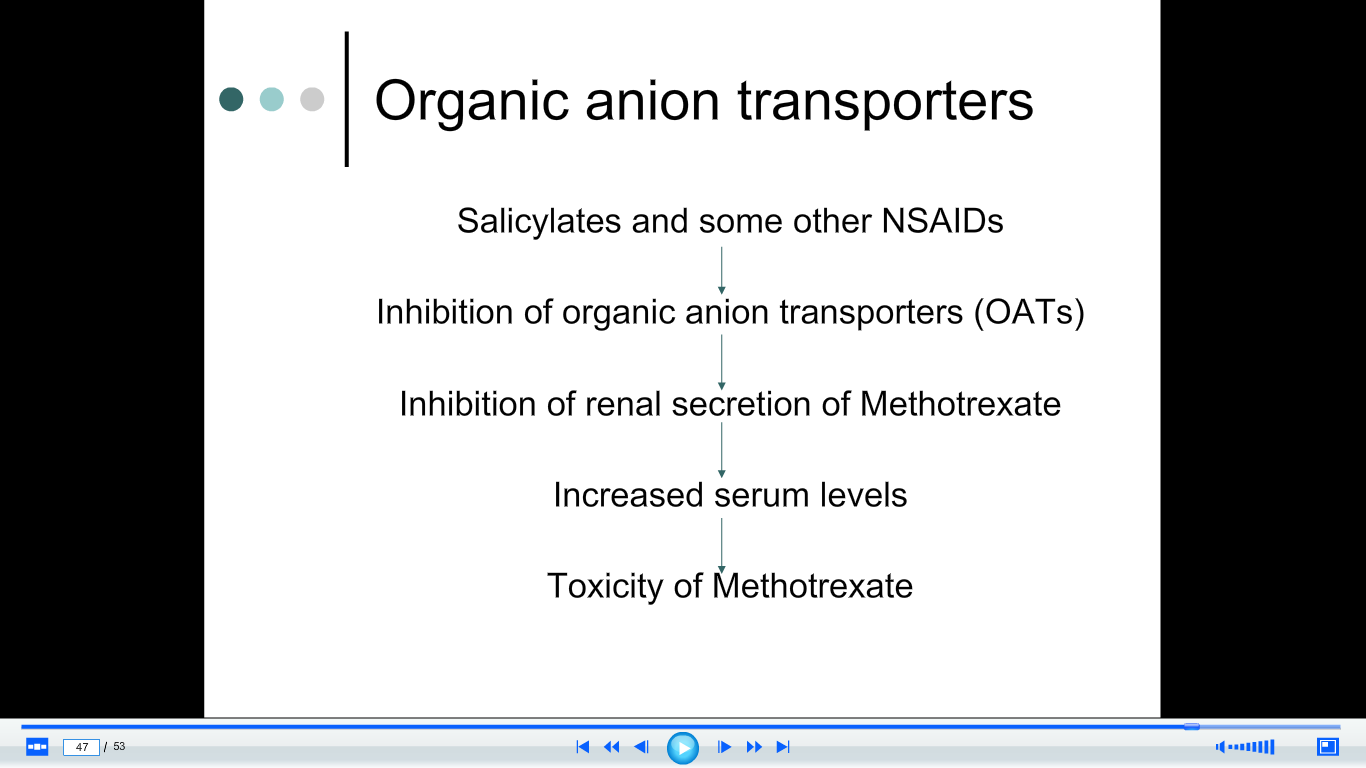 Organic anion transporters
Salicylates and some other NSAIDs
Inhibition of organic anion transporters (OATs)
Inhibition of renal secretion of Methotrexate
Increased serum levels
Toxicity of Methotrexate
47 / 53